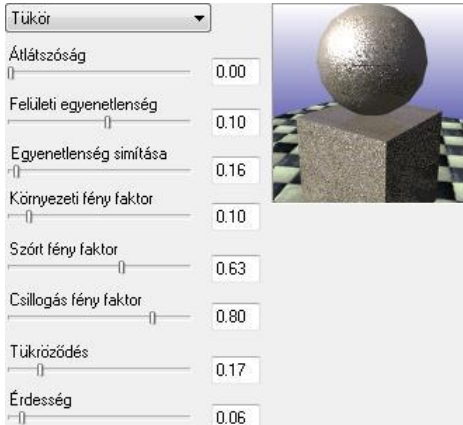 Tükör
Átlátszóság
0.00
Felületi egyenetlenség
0.10
Egyenetlenség simítása
0.16
Környezeti fény faktor
0.10
Szórt fény faktor
0.63
Csillogás fény faktor
0.80
Tükröződés
0.17
Érdesség
0.06